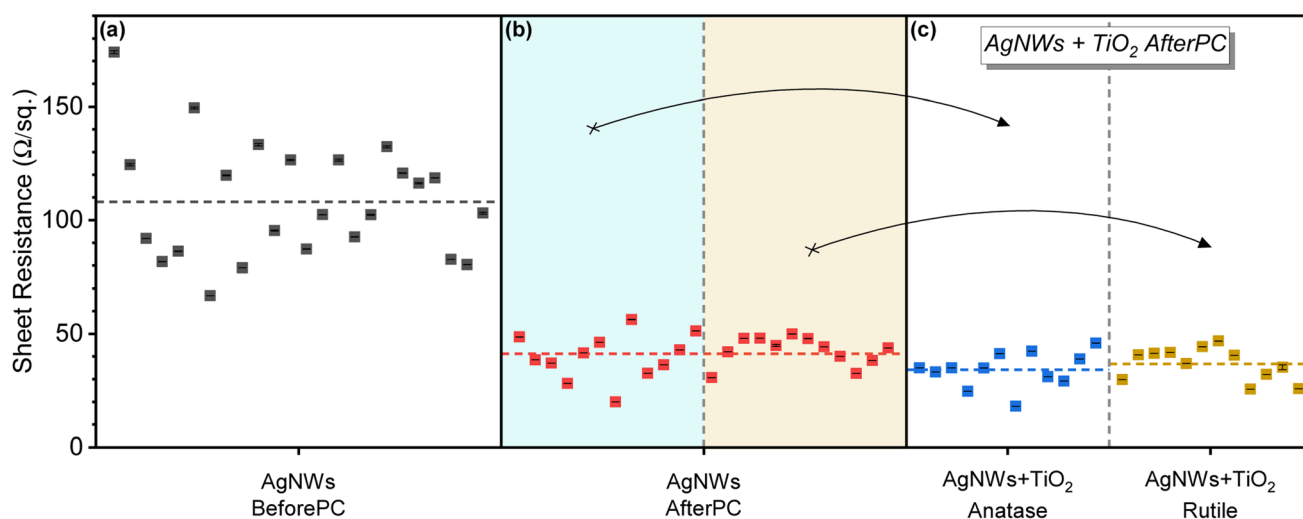 (a)
(b)
(c)
AgNWs + TiO₂ AfterPC
Sheet Resistance (Ω/sq.)
150
100
50
0
AgNWs
BeforePC
AgNWs
AfterPC
AgNWs+TiO₂
Anatase
AgNWs+TiO₂
Rutile